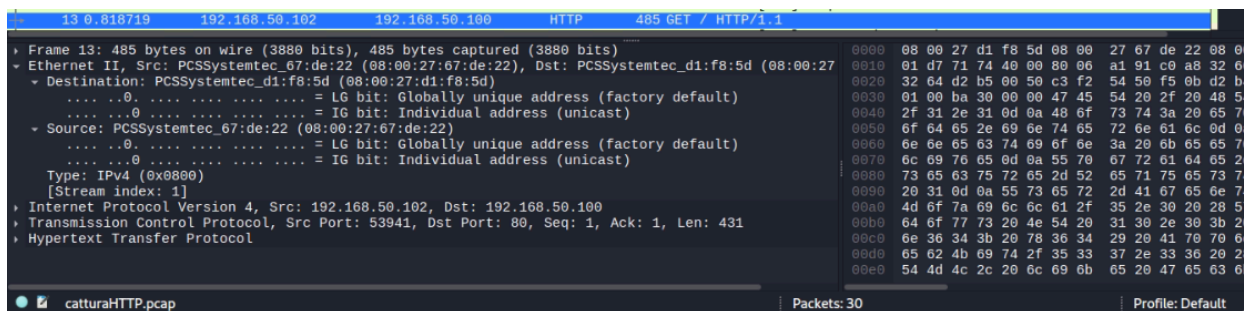 13 0.818719 192.168.50.102 192.168.50.100 HTTP 485 GET / HTTP/1.1
Frame 13: 485 bytes on wire (3880 bits), 485 bytes captured (3880 bits)
Ethernet II, Src: PCSSystemtec_67:de:22 (08:00:27:67:de:22), Dst: PCSSystemtec_d1:f8:5d (08:00:27
Destination: PCSSystemtec_d1:f8:5d (08:00:27:d1:f8:5d)
.... ..0. .... .... .... .... = LG bit: Globally unique address (factory default)
.... ...0 .... .... .... .... = IG bit: Individual address (unicast)
Source: PCSSystemtec_67:de:22 (08:00:27:67:de:22)
.... ..0. .... .... .... .... = LG bit: Globally unique address (factory default)
.... ...0 .... .... .... .... = IG bit: Individual address (unicast)
Type: IPv4 (0x0800)
[Stream index: 1]
Internet Protocol Version 4, Src: 192.168.50.102, Dst: 192.168.50.100
Transmission Control Protocol, Src Port: 53941, Dst Port: 80, Seq: 1, Ack: 1, Len: 431
Hypertext Transfer Protocol
0000 08 00 27 d1 f8 5d 08 00 27 67 de 22 08
0010 01 d7 71 74 40 00 80 06 a1 91 c0 a8 32
0020 32 64 d2 b5 00 50 c3 f2 54 50 f5 0b d2
0030 01 00 ba 30 00 00 47 45 54 20 2f 20 48
0040 2f 31 2e 31 0d 0a 48 6f 73 74 3a 20 65
0050 6f 64 65 2e 69 6e 74 65 72 6e 61 6c 0d
0060 6e 6e 65 63 74 69 6f 6e 3a 20 6b 65 65
0070 6c 69 76 65 0d 0a 55 70 67 72 61 64 65
0080 73 65 63 75 72 65 2d 52 65 71 75 65 73
0090 20 31 0d 0a 55 73 65 72 2d 41 67 65 6e
00a0 4d 6f 7a 69 6c 6c 61 2f 35 2e 30 20 28
00b0 64 6f 77 73 20 4e 54 20 31 30 2e 30 3b
00c0 6e 36 34 3b 20 78 36 34 29 20 41 70 70
00d0 65 62 4b 69 74 2f 35 33 37 2e 33 36 20
00e0 54 4d 4c 2c 20 6c 69 6b 65 20 47 65 63
catturaHTTP.pcap Packets: 30 Profile: Default